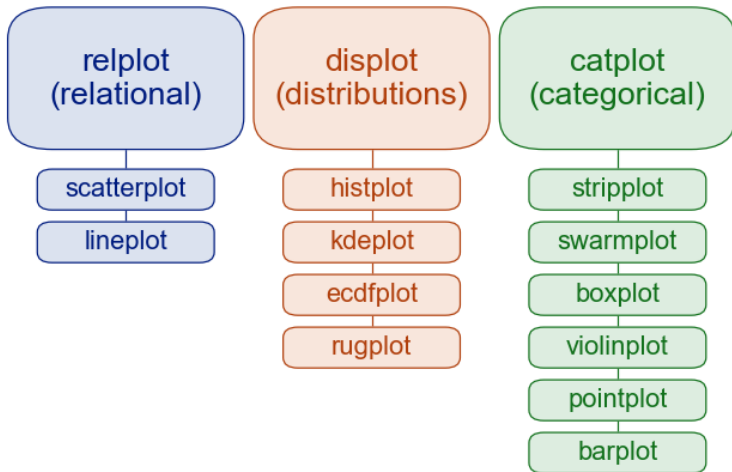 relplot
(relational)
scatterplot
lineplot
displot
(distributions)
histplot
kdeplot
ecdfplot
rugplot
catplot
(categorical)
stripplot
swarmplot
boxplot
violinplot
pointplot
barplot